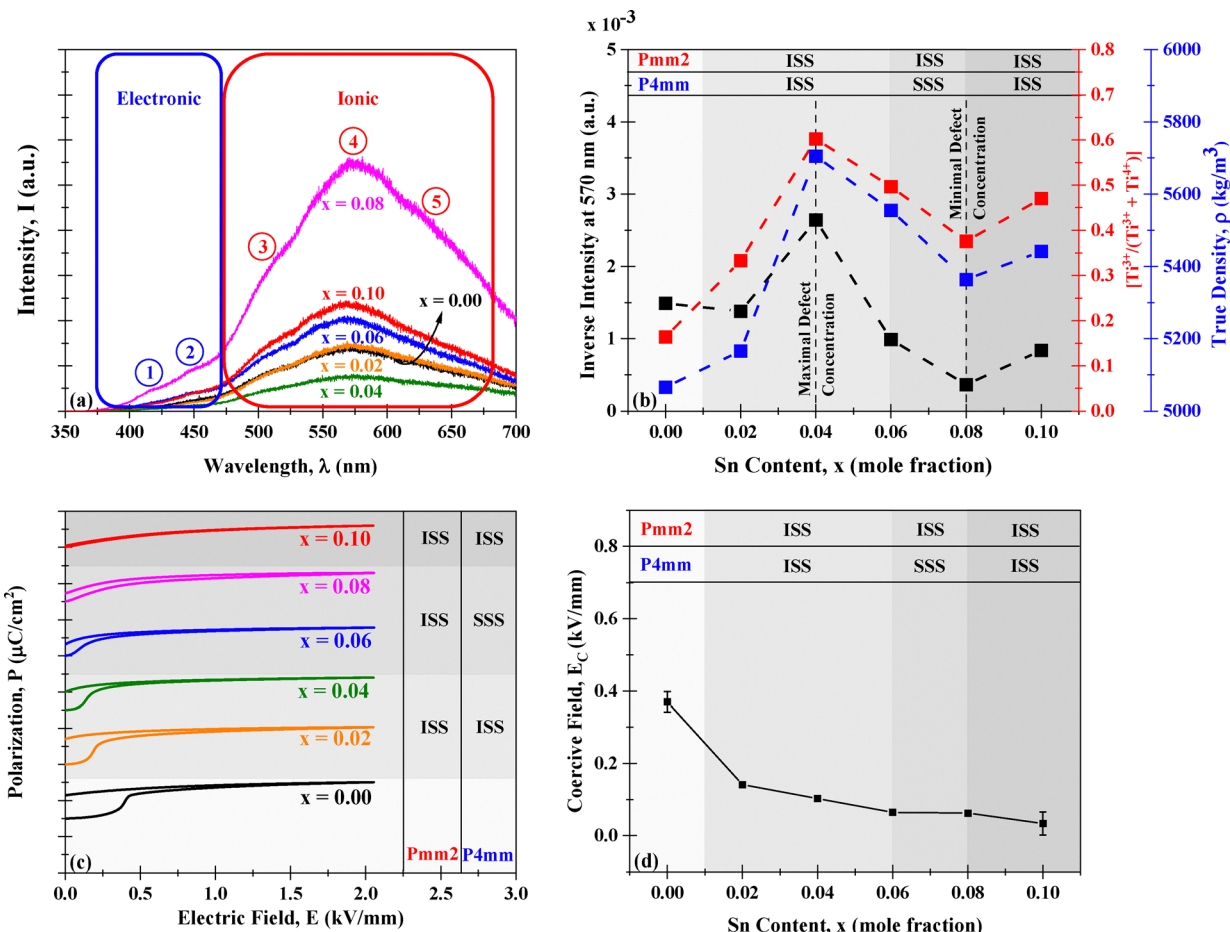 Electronic
Ionic
1
2
3
4
5
x = 0.08
x = 0.10
x = 0.00
x = 0.06
x = 0.02
x = 0.04
(a)
Intensity, I (a.u.)
350 400 450 500 550 600 650 700
Wavelength, λ (nm)
x 10⁻³
Pmm2 ISS ISS ISS
P4mm ISS SSS ISS
Maximal Defect
Concentration
Minimal Defect
Concentration
(b)
Inverse Intensity at 570 nm (a.u.)
5
4
3
2
1
0
0.8
0.7
0.6
0.5
0.4
0.3
0.2
0.1
0.0
[Ti³⁺/(Ti³⁺ + Ti⁴⁺)]
6000
5800
5600
5400
5200
5000
True Density, ρ (kg/m³)
0.00 0.02 0.04 0.06 0.08 0.10
Sn Content, x (mole fraction)
x = 0.10 ISS ISS
x = 0.08
ISS SSS
x = 0.06
x = 0.04
ISS ISS
x = 0.02
x = 0.00
(c) Pmm2 P4mm
Polarization, P (μC/cm²)
0.0 0.5 1.0 1.5 2.0 2.5 3.0
Electric Field, E (kV/mm)
Pmm2 ISS ISS ISS
P4mm ISS SSS ISS
(d)
Coercive Field, E_C (kV/mm)
0.8
0.6
0.4
0.2
0.0
0.00 0.02 0.04 0.06 0.08 0.10
Sn Content, x (mole fraction)